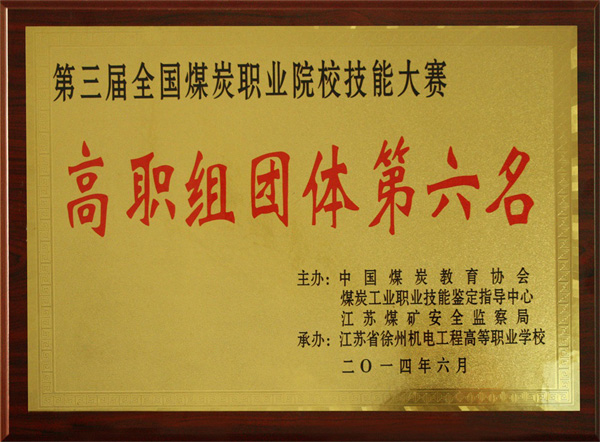 第三届全国煤炭职业院校技能大赛
高职组团体第六名
主办：中国煤炭教育协会
煤炭工业职业技能鉴定指导中心
江苏煤矿安全监察局
承办：江苏省徐州机电工程高等职业学校
二〇一四年六月